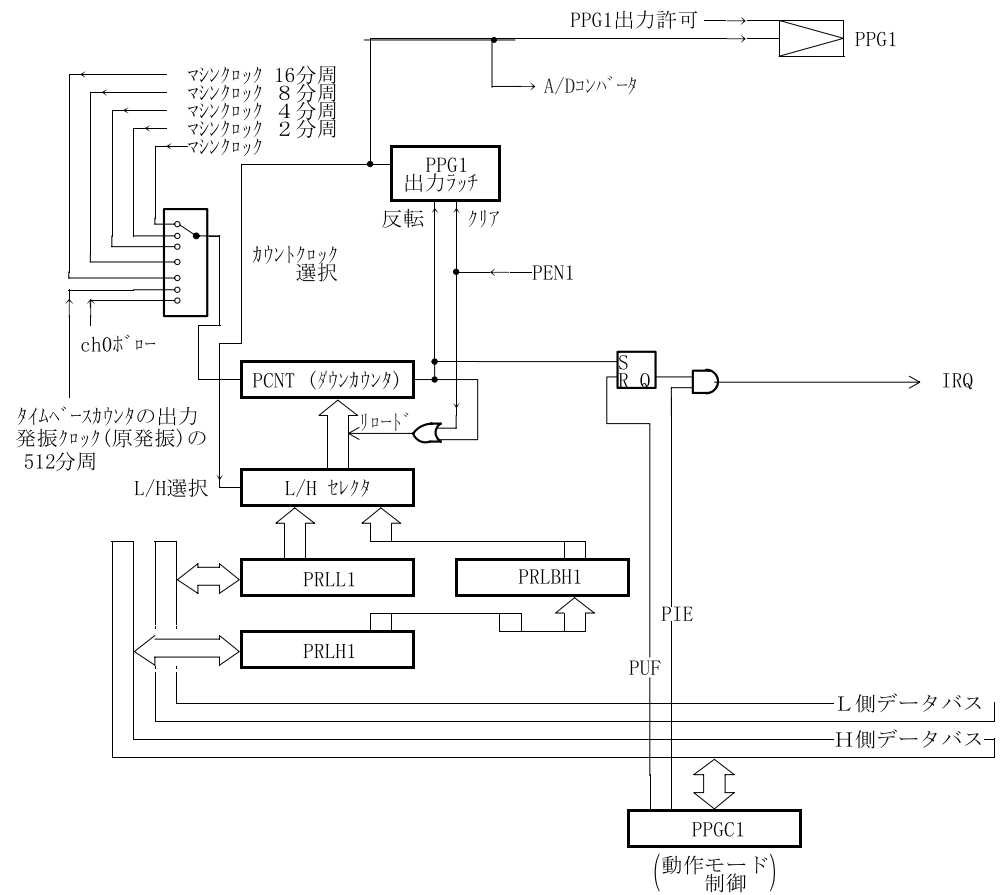 PPG1出力許可
PPG1
A/Dコンバータ
マシンクロック 16分周
マシンクロック 8分周
マシンクロック 4分周
マシンクロック 2分周
マシンクロック
PPG1
出力ラッチ
反転
クリア
カウントクロック
選択
PEN1
ch0ボロー
PCNT (ダウンカウンタ)
S
R Q
IRQ
タイムベースカウンタの出力
発振クロック(原発振)の
512分周
リロード
L/H選択
L/H セレクタ
PRLL1
PRLBH1
PIE
PRLH1
PUF
L側データバス
H側データバス
PPGC1
(動作モード
制御)